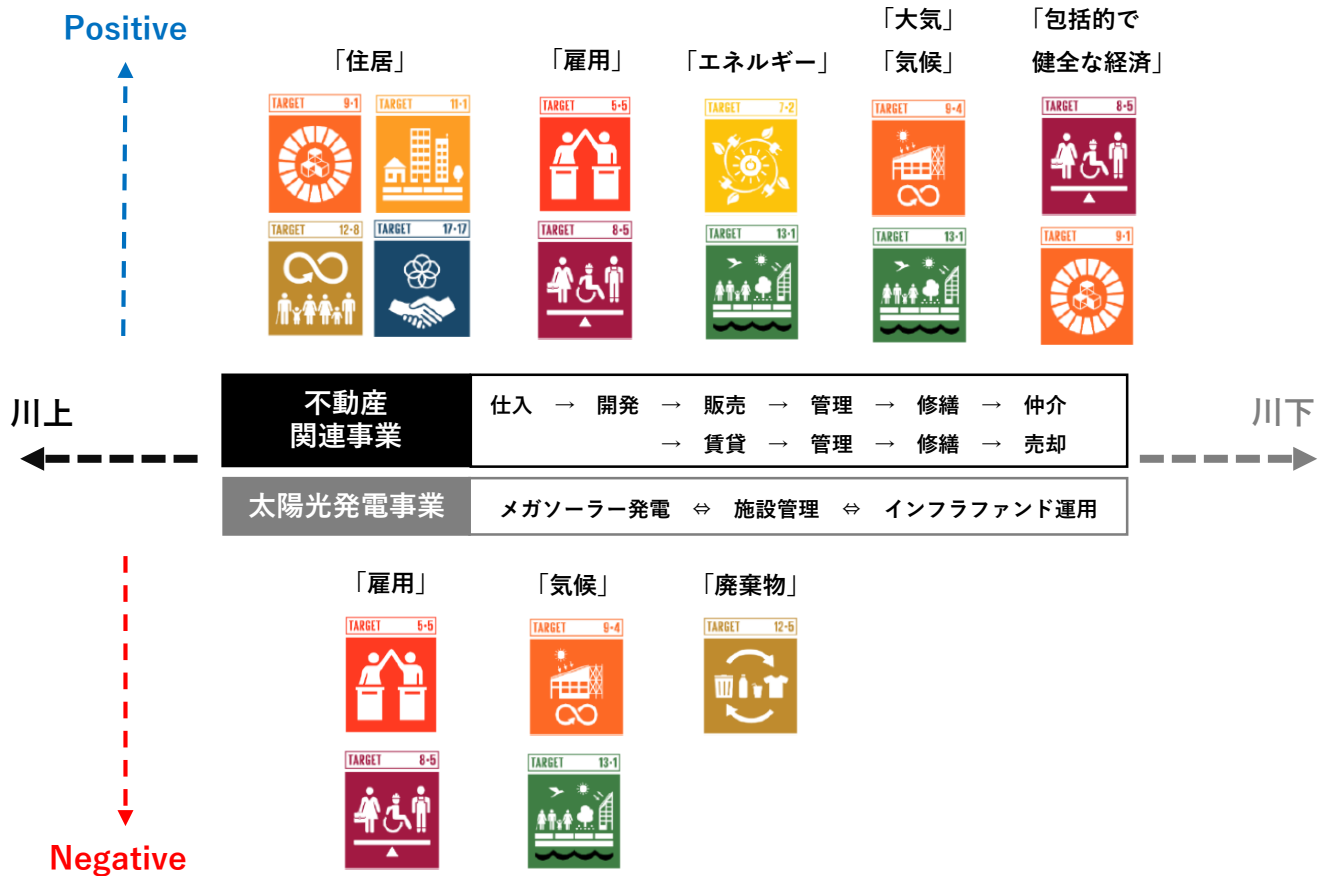 Positive
「住居」
「雇用」
「エネルギー」
「大気」
「気候」
「包括的で
健全な経済」
TARGET 9・1
TARGET 11・1
TARGET 5・5
TARGET 7・2
TARGET 9・4
TARGET 8・5
TARGET 12・8
TARGET 17・17
TARGET 8・5
TARGET 13・1
TARGET 13・1
TARGET 9・1
川上
川下
不動産
関連事業
仕入 → 開発 → 販売 → 管理 → 修繕 → 仲介
→ 賃貸 → 管理 → 修繕 → 売却
太陽光発電事業
メガソーラー発電 ⇔ 施設管理 ⇔ インフラファンド運用
「雇用」
「気候」
「廃棄物」
TARGET 5・5
TARGET 9・4
TARGET 12・5
TARGET 8・5
TARGET 13・1
Negative